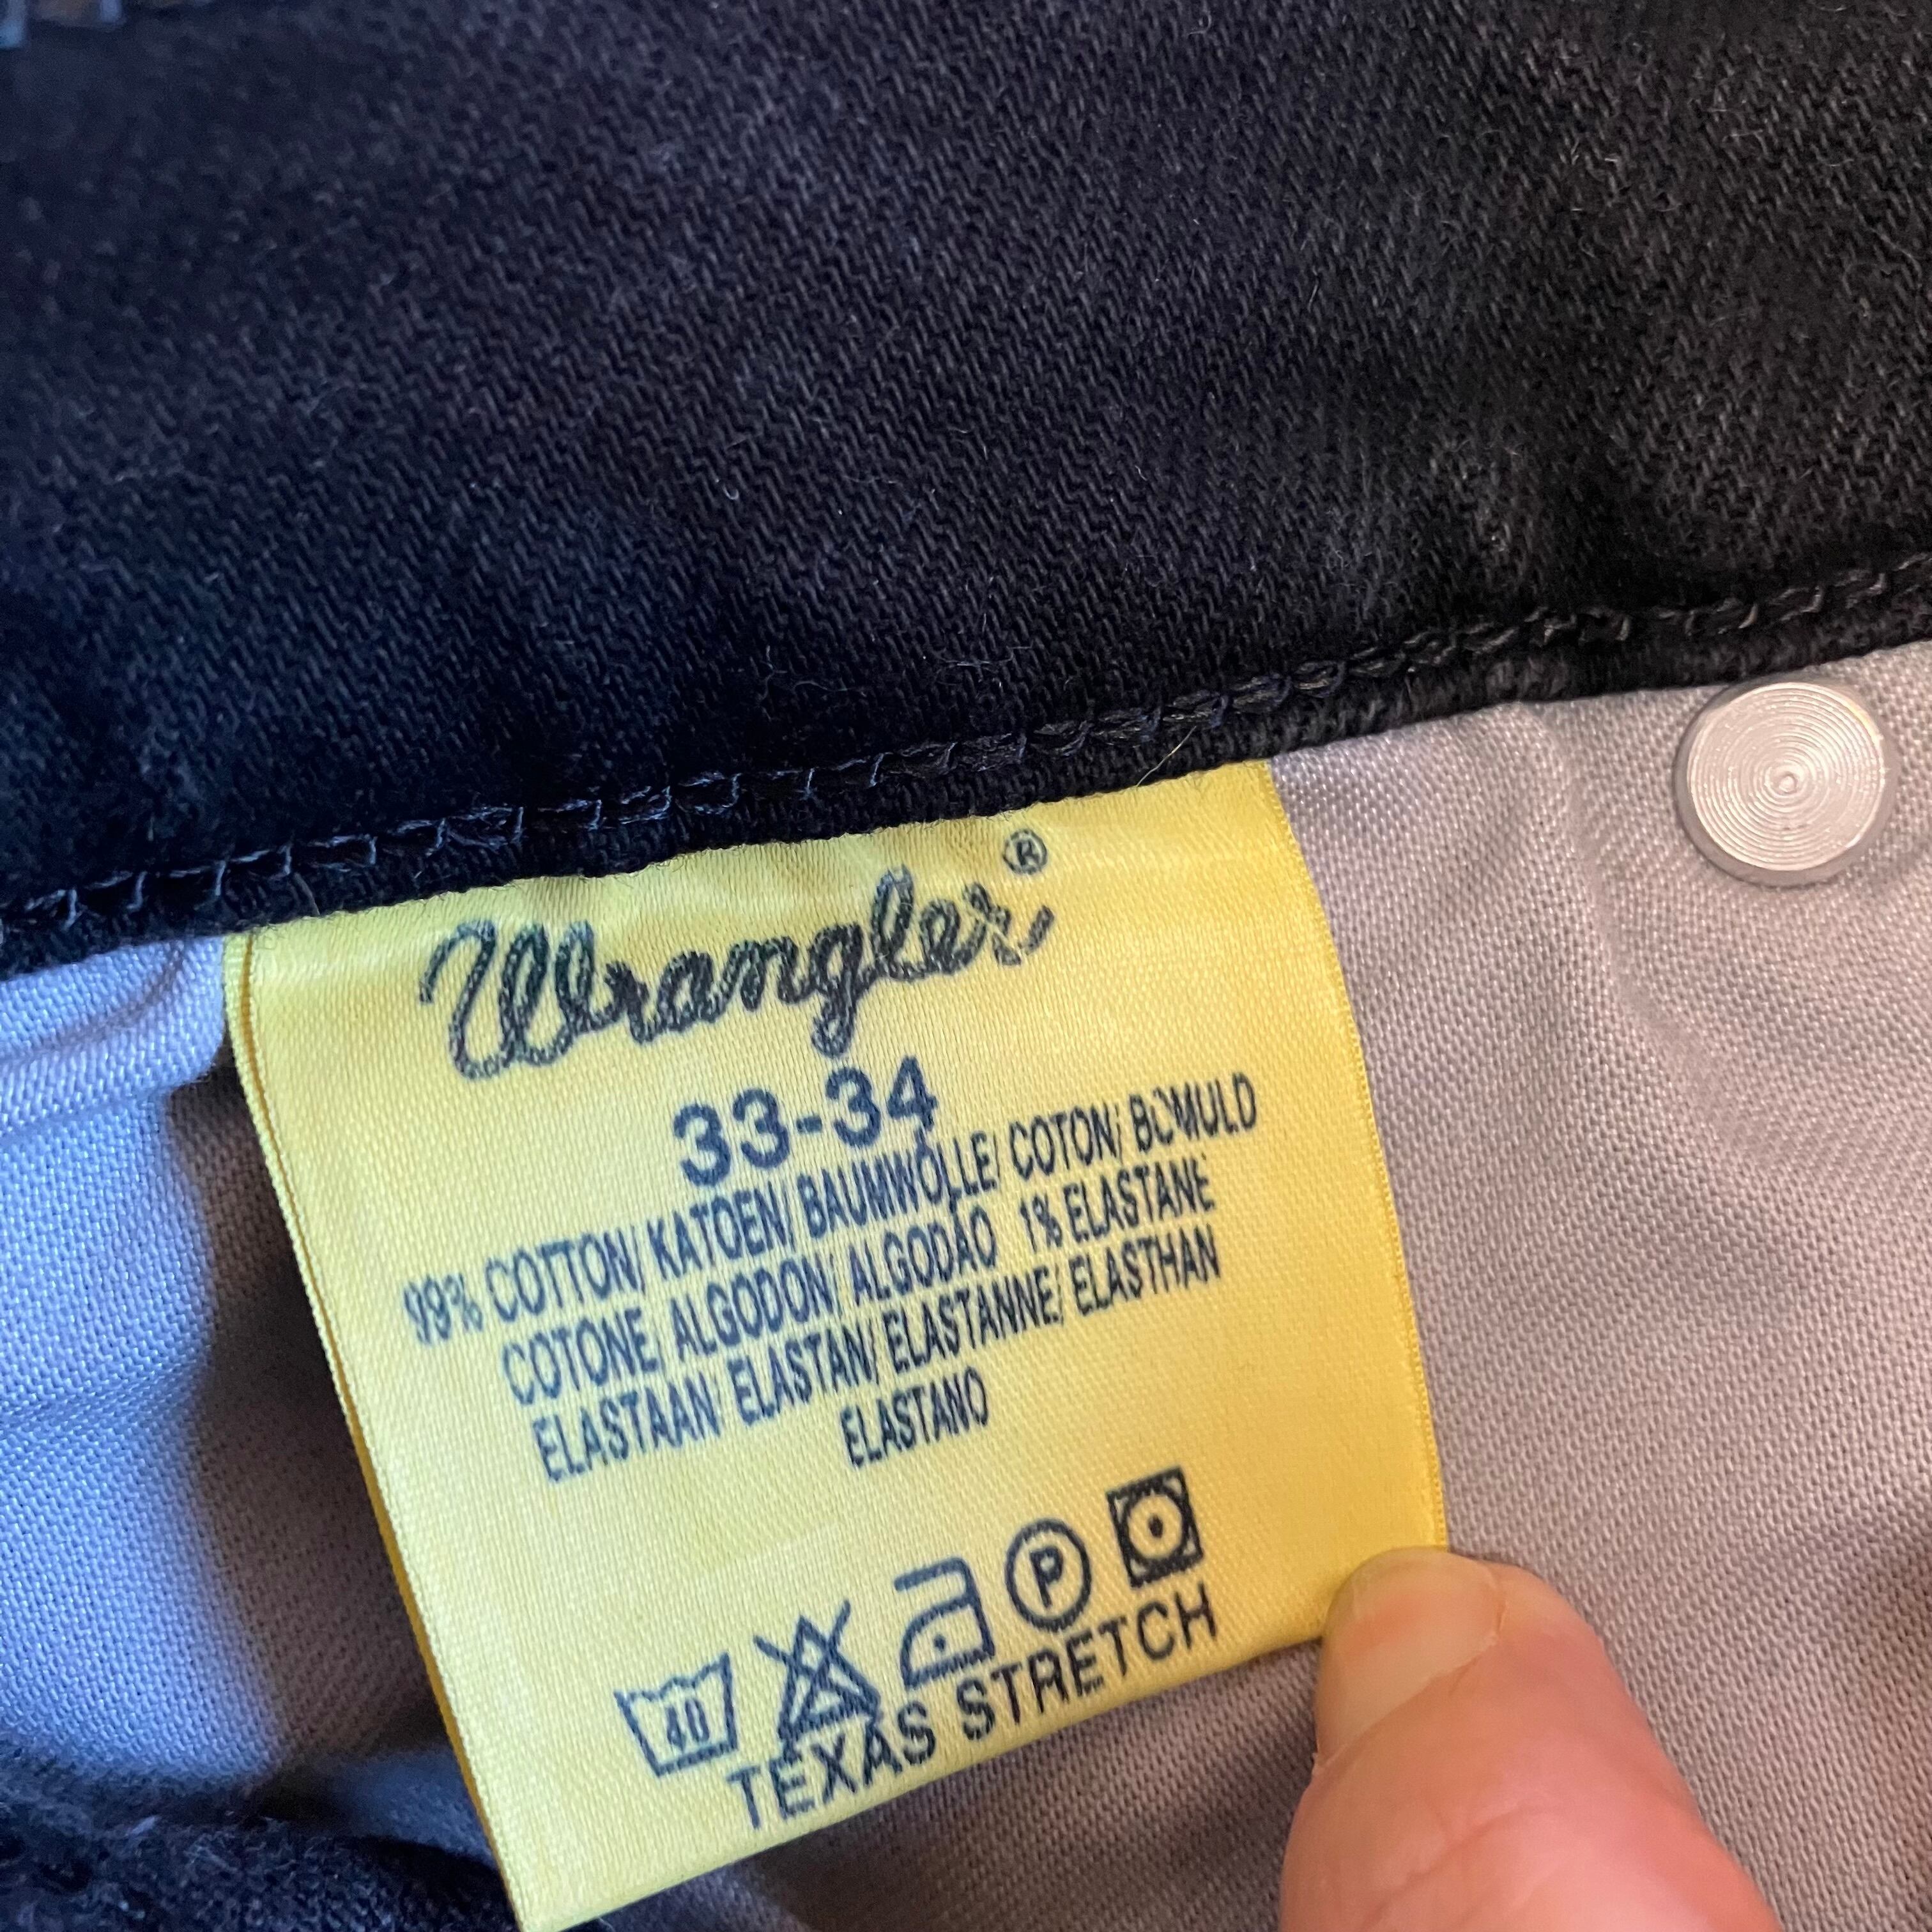 Wrangler®
33-34
99% COTTON/ KATOEN/ BAUMWOLLE/ COTON/ BOMULD
COTONE/ ALGODON/ ALGODÃO 1% ELASTANE
ELASTAAN/ ELASTAN/ ELASTANNE/ ELASTHAN
ELASTANO
40 P
TEXAS STRETCH